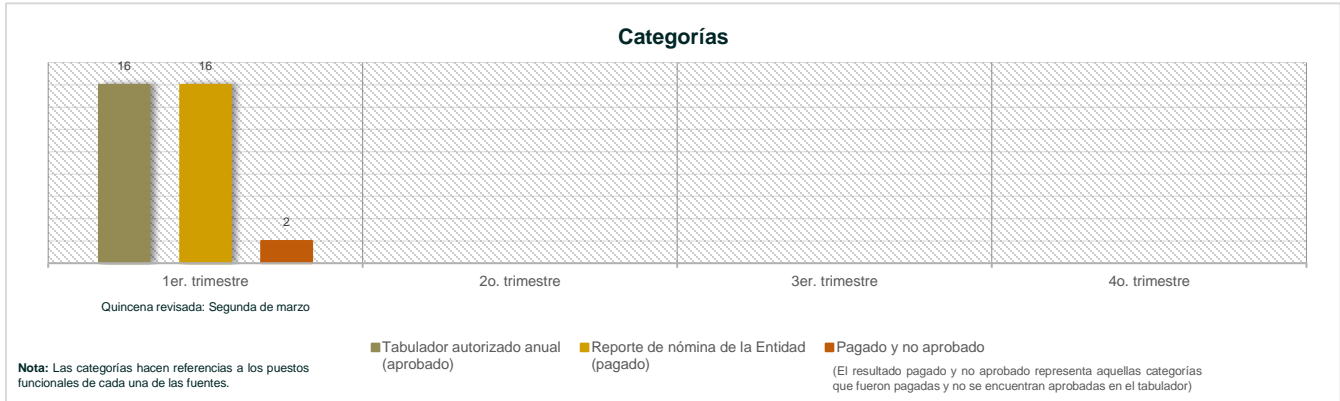 Categorías
16
16
2
1er. trimestre
2o. trimestre
3er. trimestre
4o. trimestre
Quincena revisada: Segunda de marzo
Tabulador autorizado anual
(aprobado)
Reporte de nómina de la Entidad
(pagado)
Pagado y no aprobado
(El resultado pagado y no aprobado representa aquellas categorías
que fueron pagadas y no se encuentran aprobadas en el tabulador)
Nota: Las categorías hacen referencias a los puestos
funcionales de cada una de las fuentes.